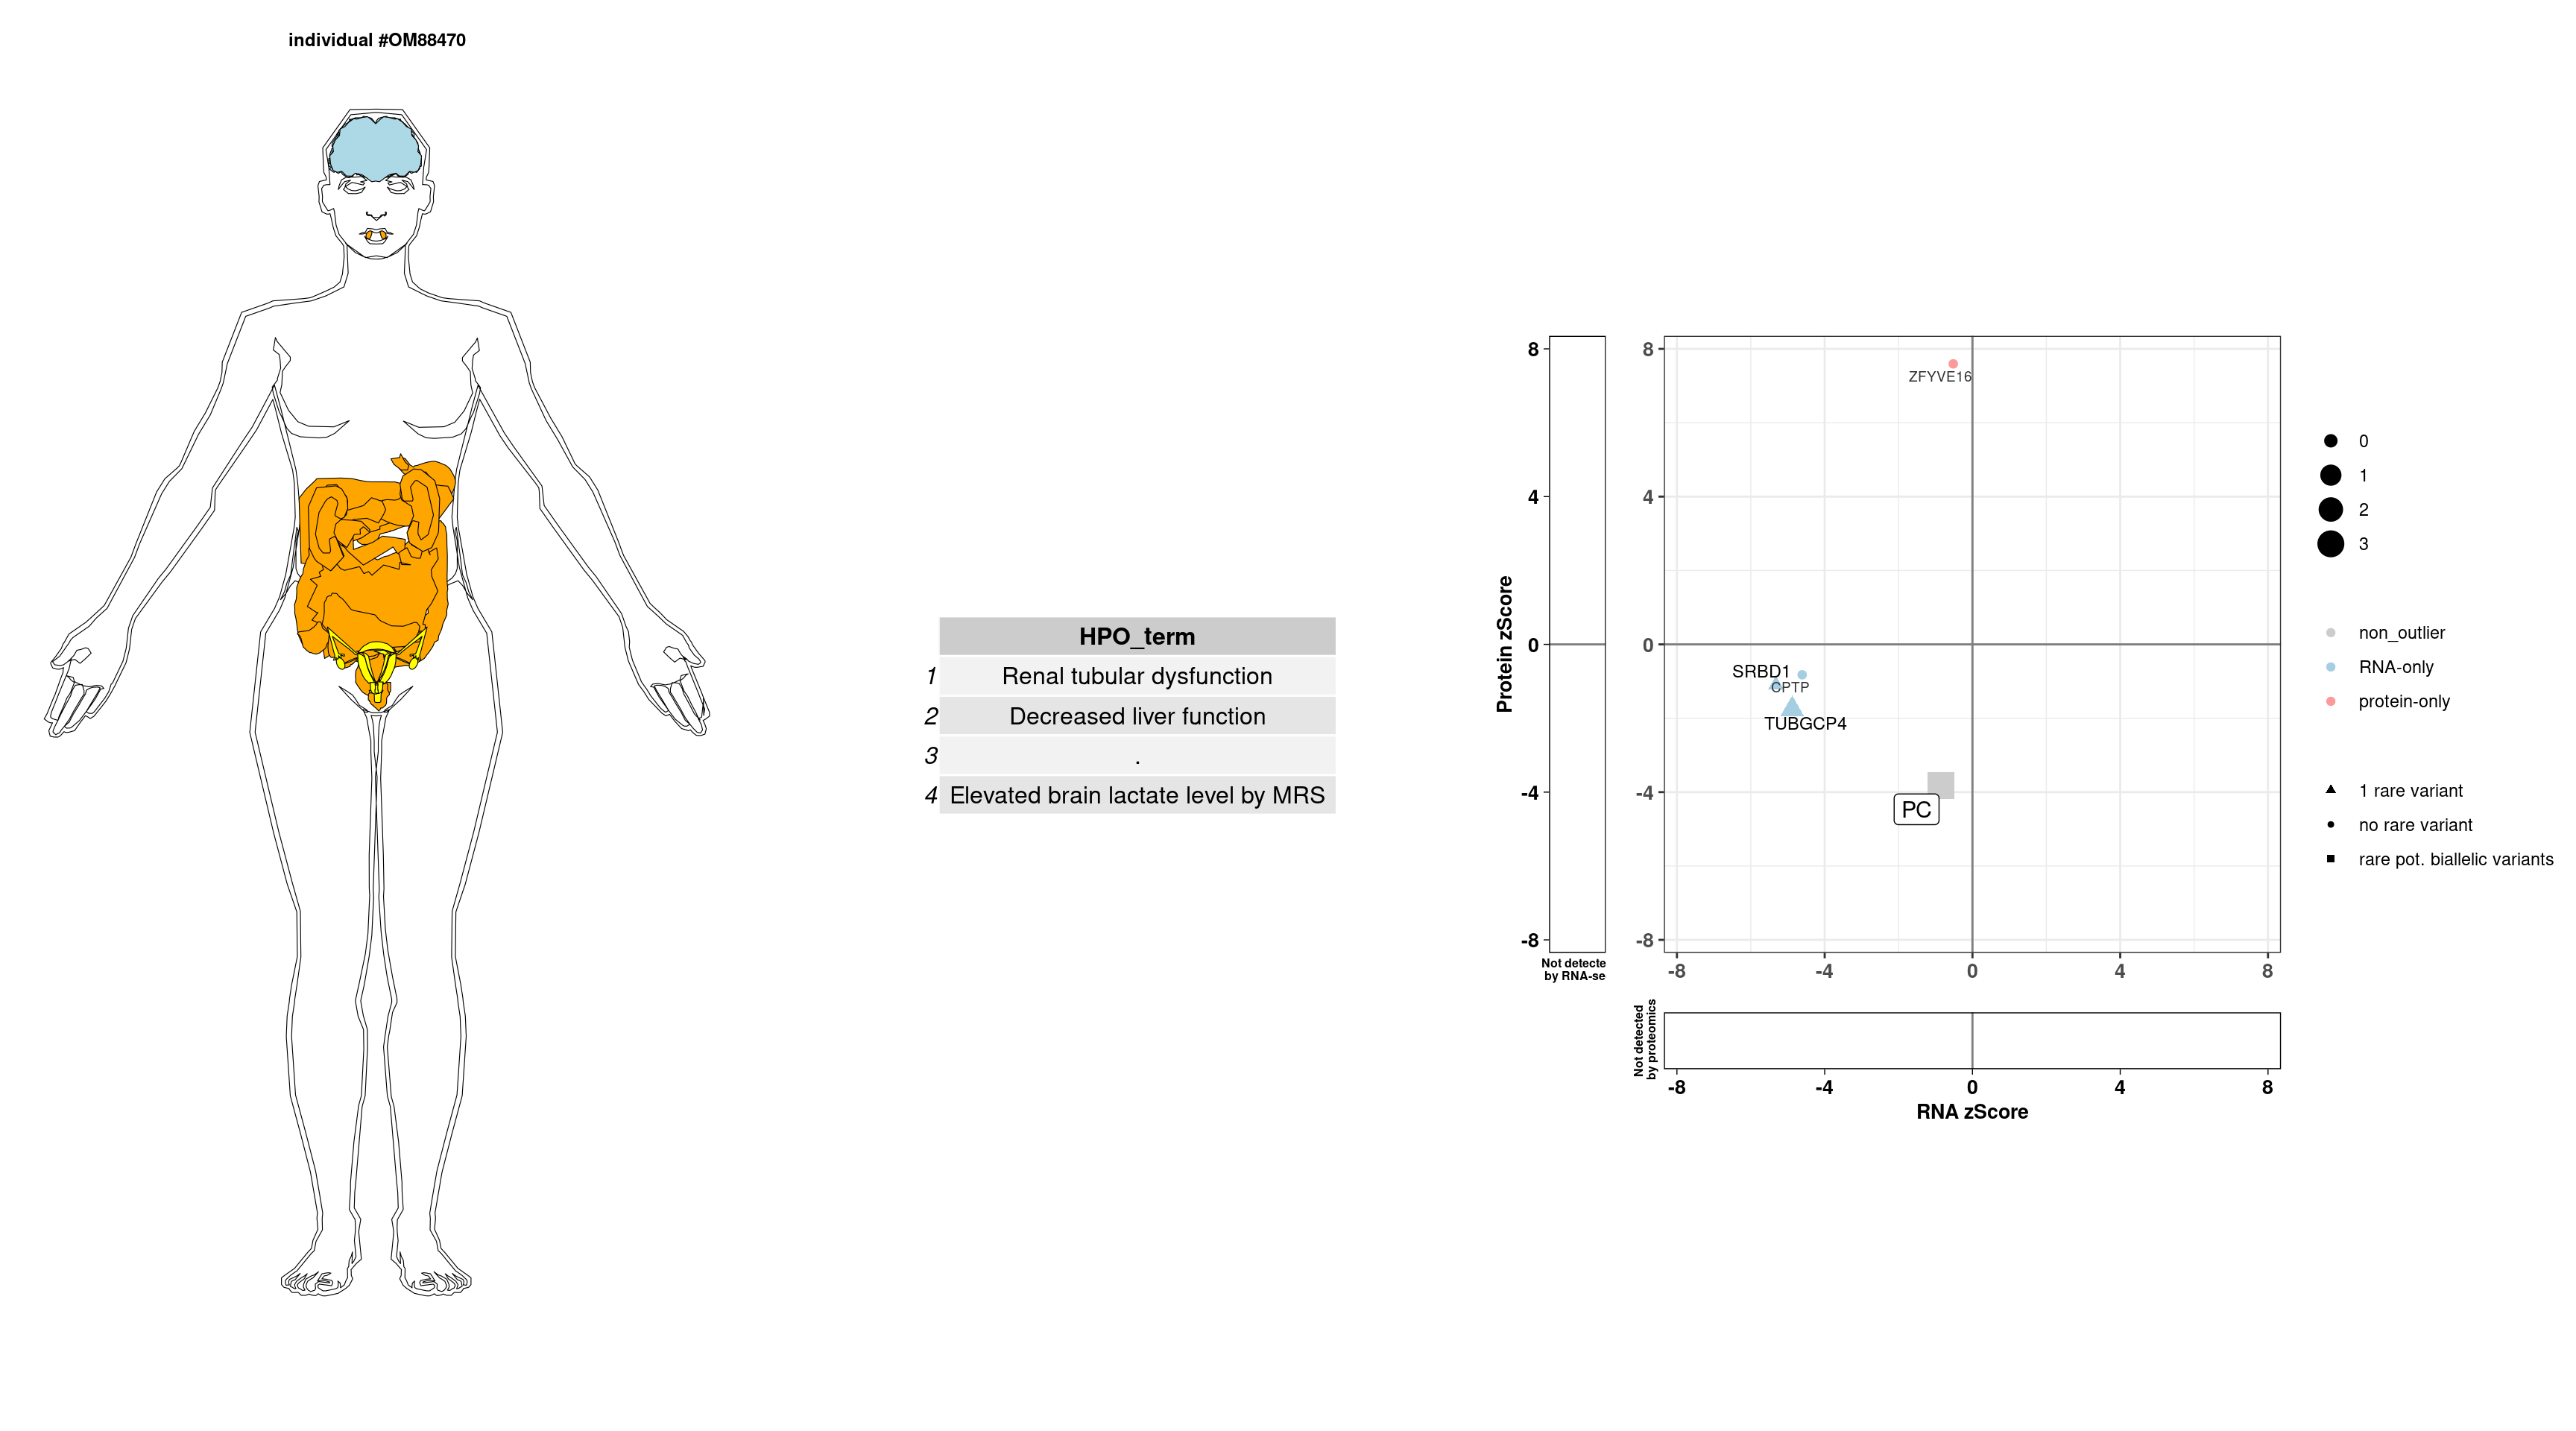 individual #OM88470
HPO_term
1 Renal tubular dysfunction
2 Decreased liver function
3 .
4 Elevated brain lactate level by MRS
Protein zScore
8
4
0
-4
-8
Not detecte
by RNA-se
8
4
0
-4
-8
ZFYVE16
SRBD1
CPTP
TUBGCP4
PC
-8 -4 0 4 8
Not detected
by proteomics
-8 -4 0 4 8
RNA zScore
0
1
2
3
non_outlier
RNA-only
protein-only
1 rare variant
no rare variant
rare pot. biallelic variants